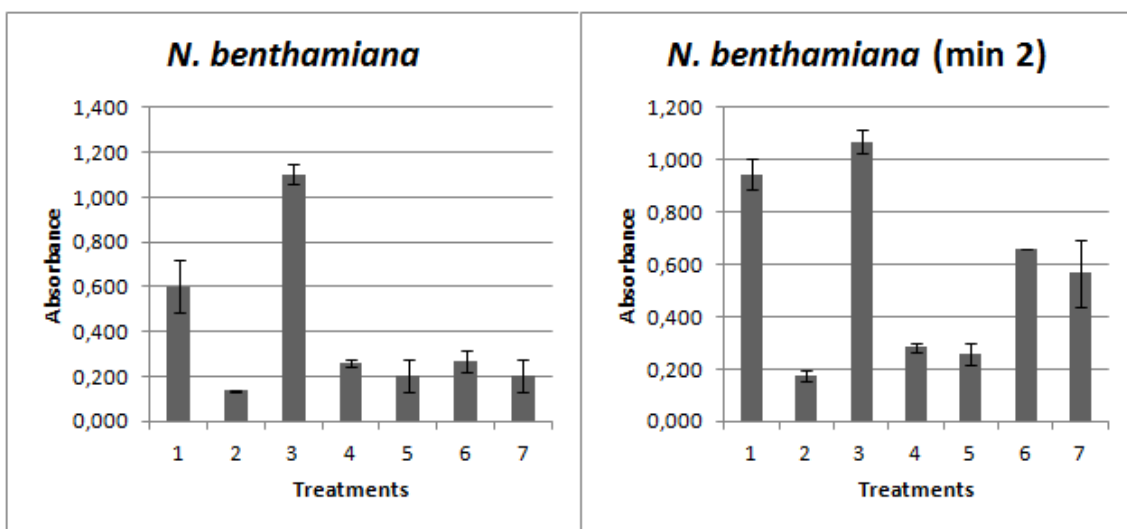 N. benthamiana
1,400
1,200
1,000
0,800
0,600
0,400
0,200
0,000
Absorbance
1 2 3 4 5 6 7
Treatments
N. benthamiana (min 2)
1,200
1,000
0,800
0,600
0,400
0,200
0,000
Absorbance
1 2 3 4 5 6 7
Treatments